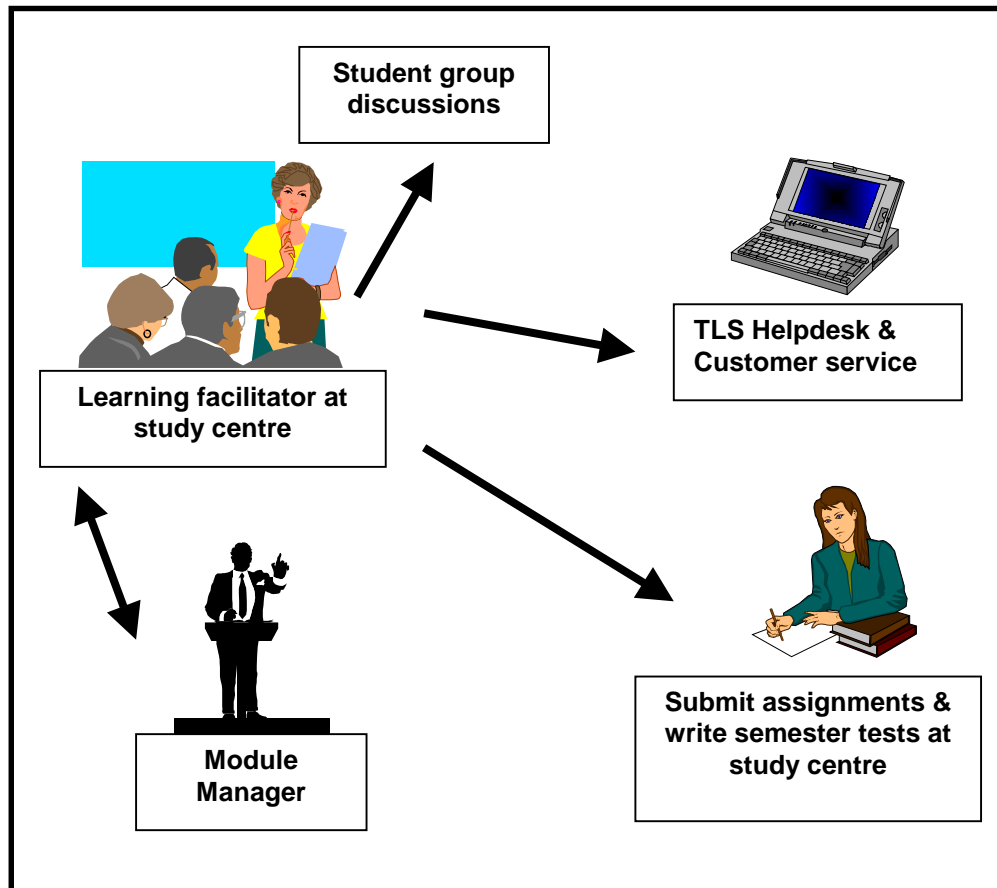 Student group
discussions
TLS Helpdesk &
Customer service
Learning facilitator at
study centre
Submit assignments &
write semester tests at
study centre
Module
Manager